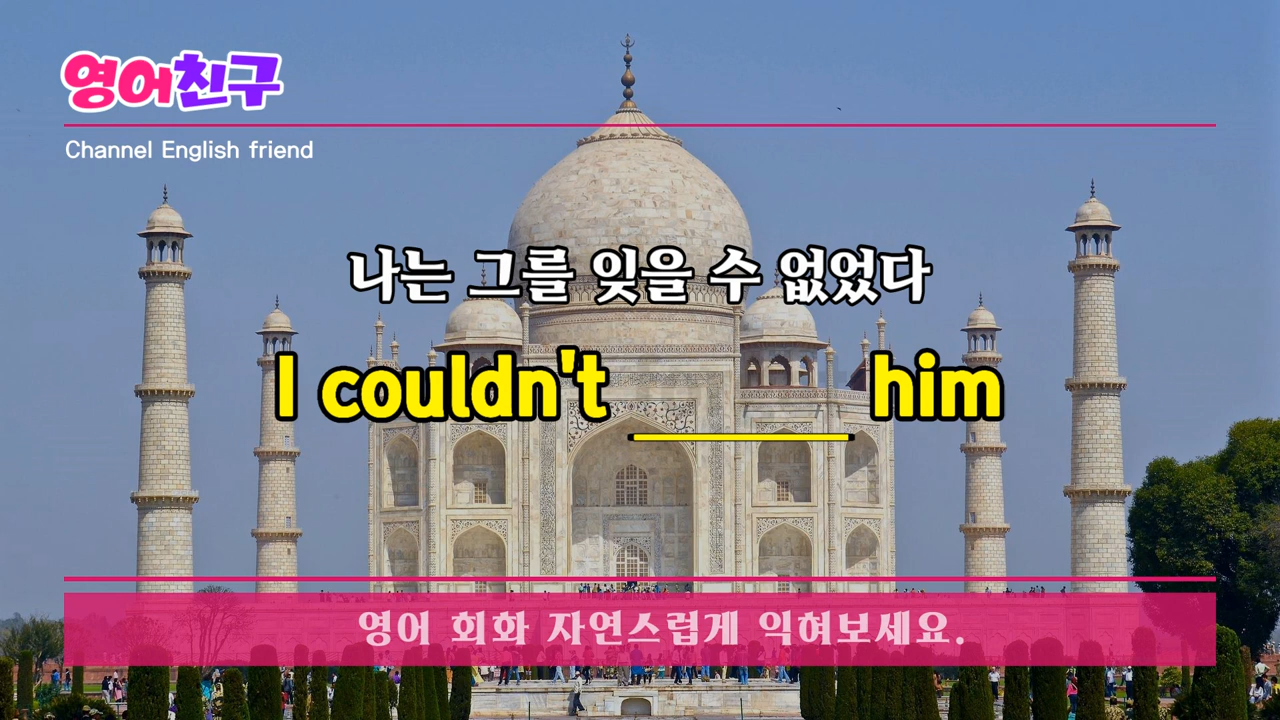 영어친구
Channel English friend
나는 그를 잊을 수 없었다
I couldn't ______ him
영어 회화 자연스럽게 익혀보세요.